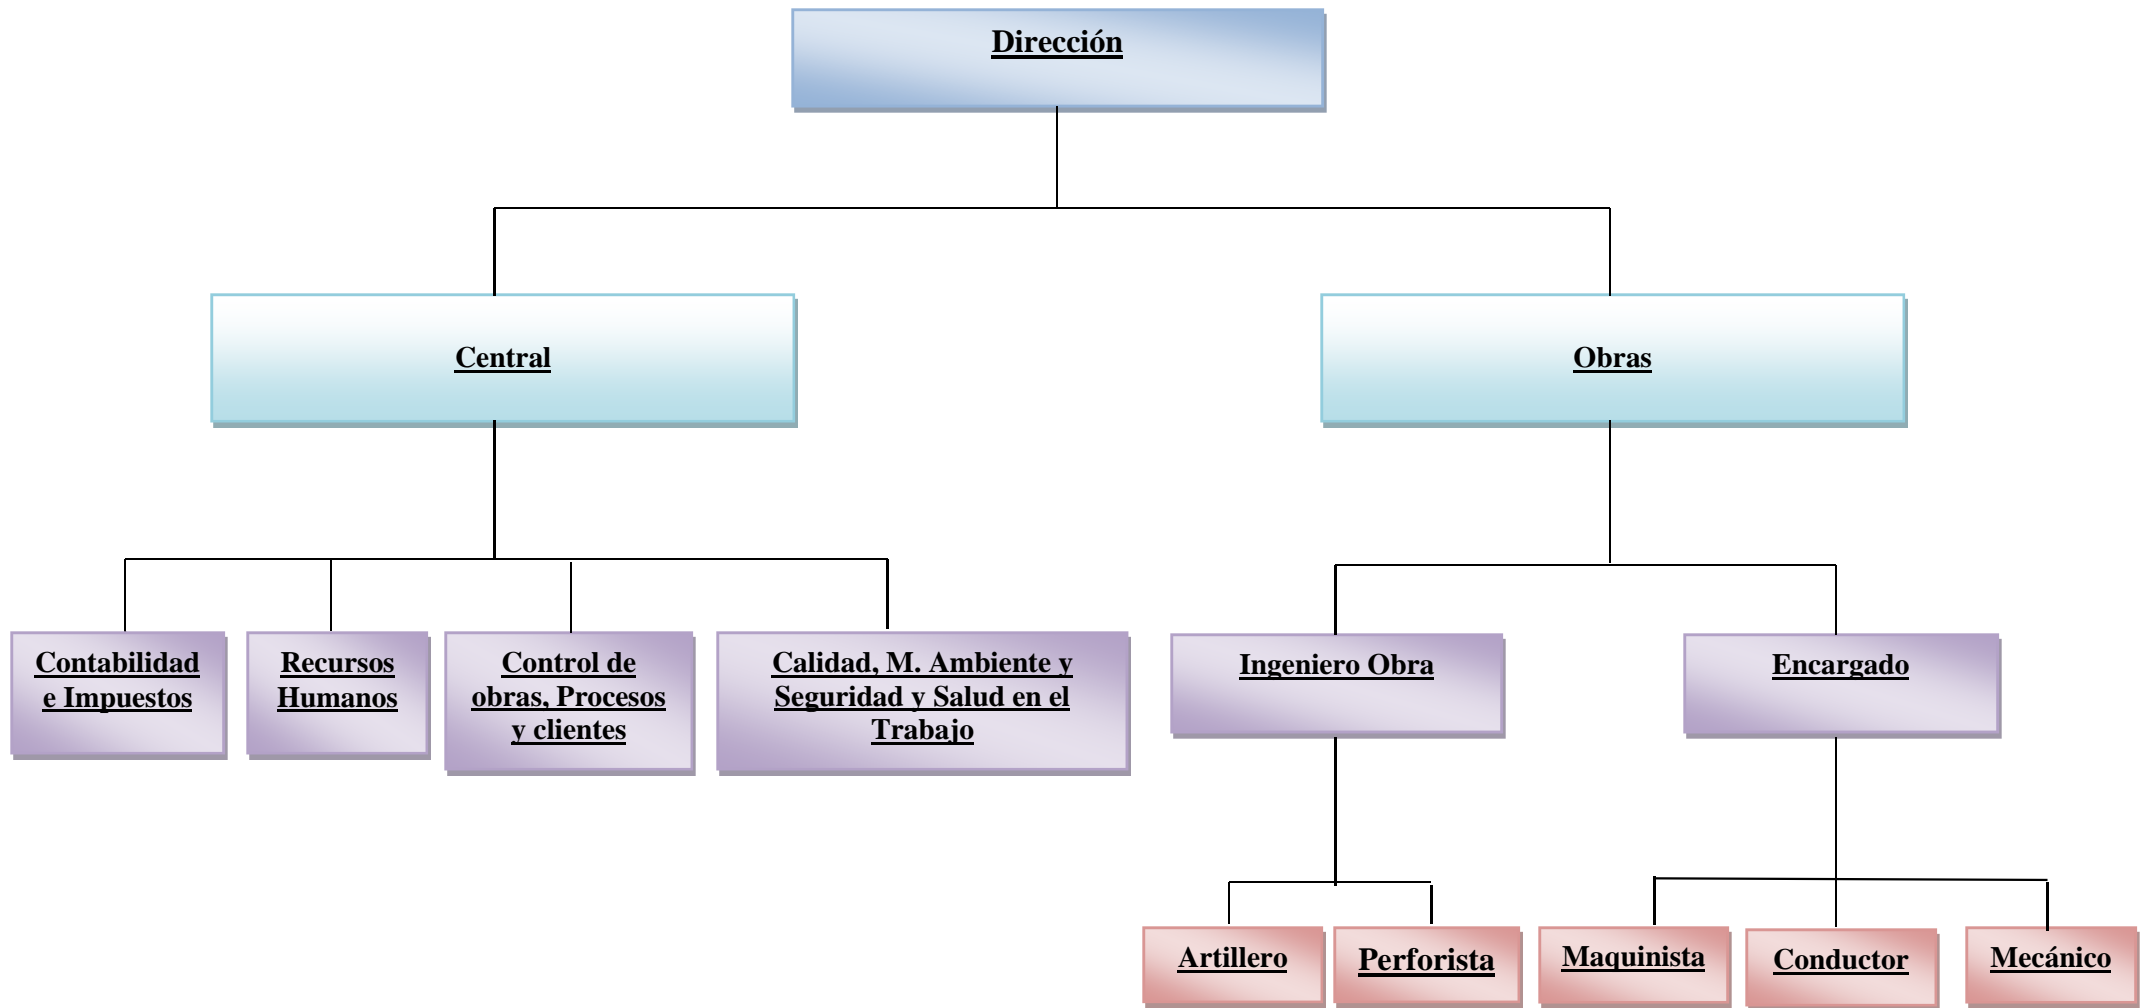 Dirección
Central
Obras
Contabilidad
e Impuestos
Recursos
Humanos
Control de
obras, Procesos
y clientes
Calidad, M. Ambiente y
Seguridad y Salud en el
Trabajo
Ingeniero Obra
Encargado
Artillero
Perforista
Maquinista
Conductor
Mecánico